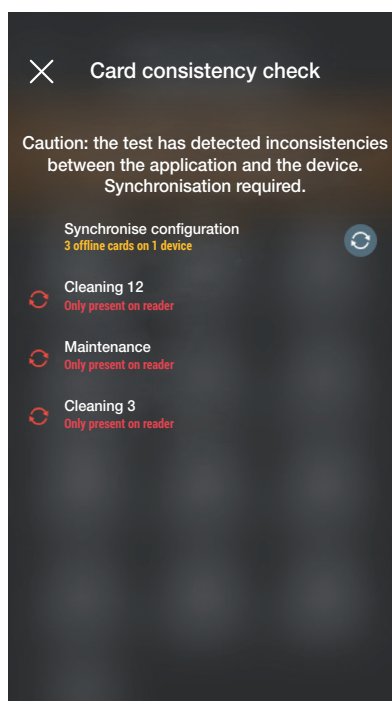 Card consistency check
Caution: the test has detected inconsistencies
between the application and the device.
Synchronisation required.
Synchronise configuration
3 offline cards on 1 device
Cleaning 12
Only present on reader
Maintenance
Only present on reader
Cleaning 3
Only present on reader